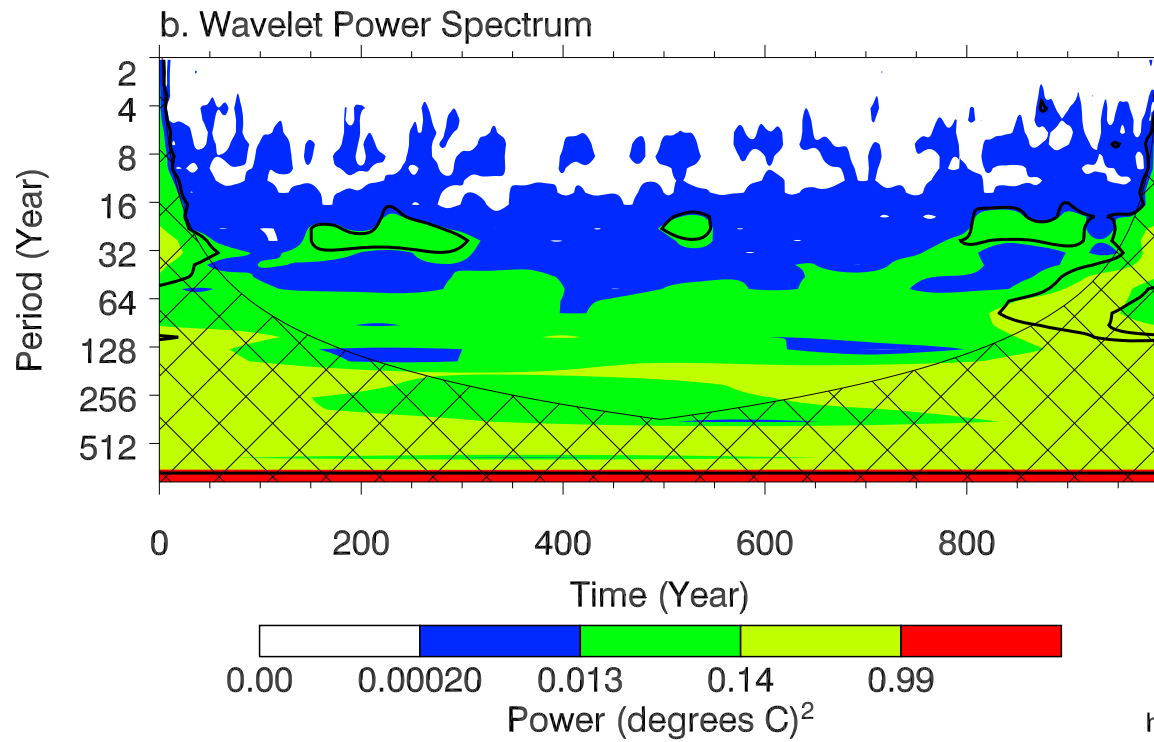 b. Wavelet Power Spectrum
2
4
8
16
32
64
128
256
512
Period (Year)
0 200 400 600 800
Time (Year)
0.00 0.00020 0.013 0.14 0.99
Power (degrees C)²